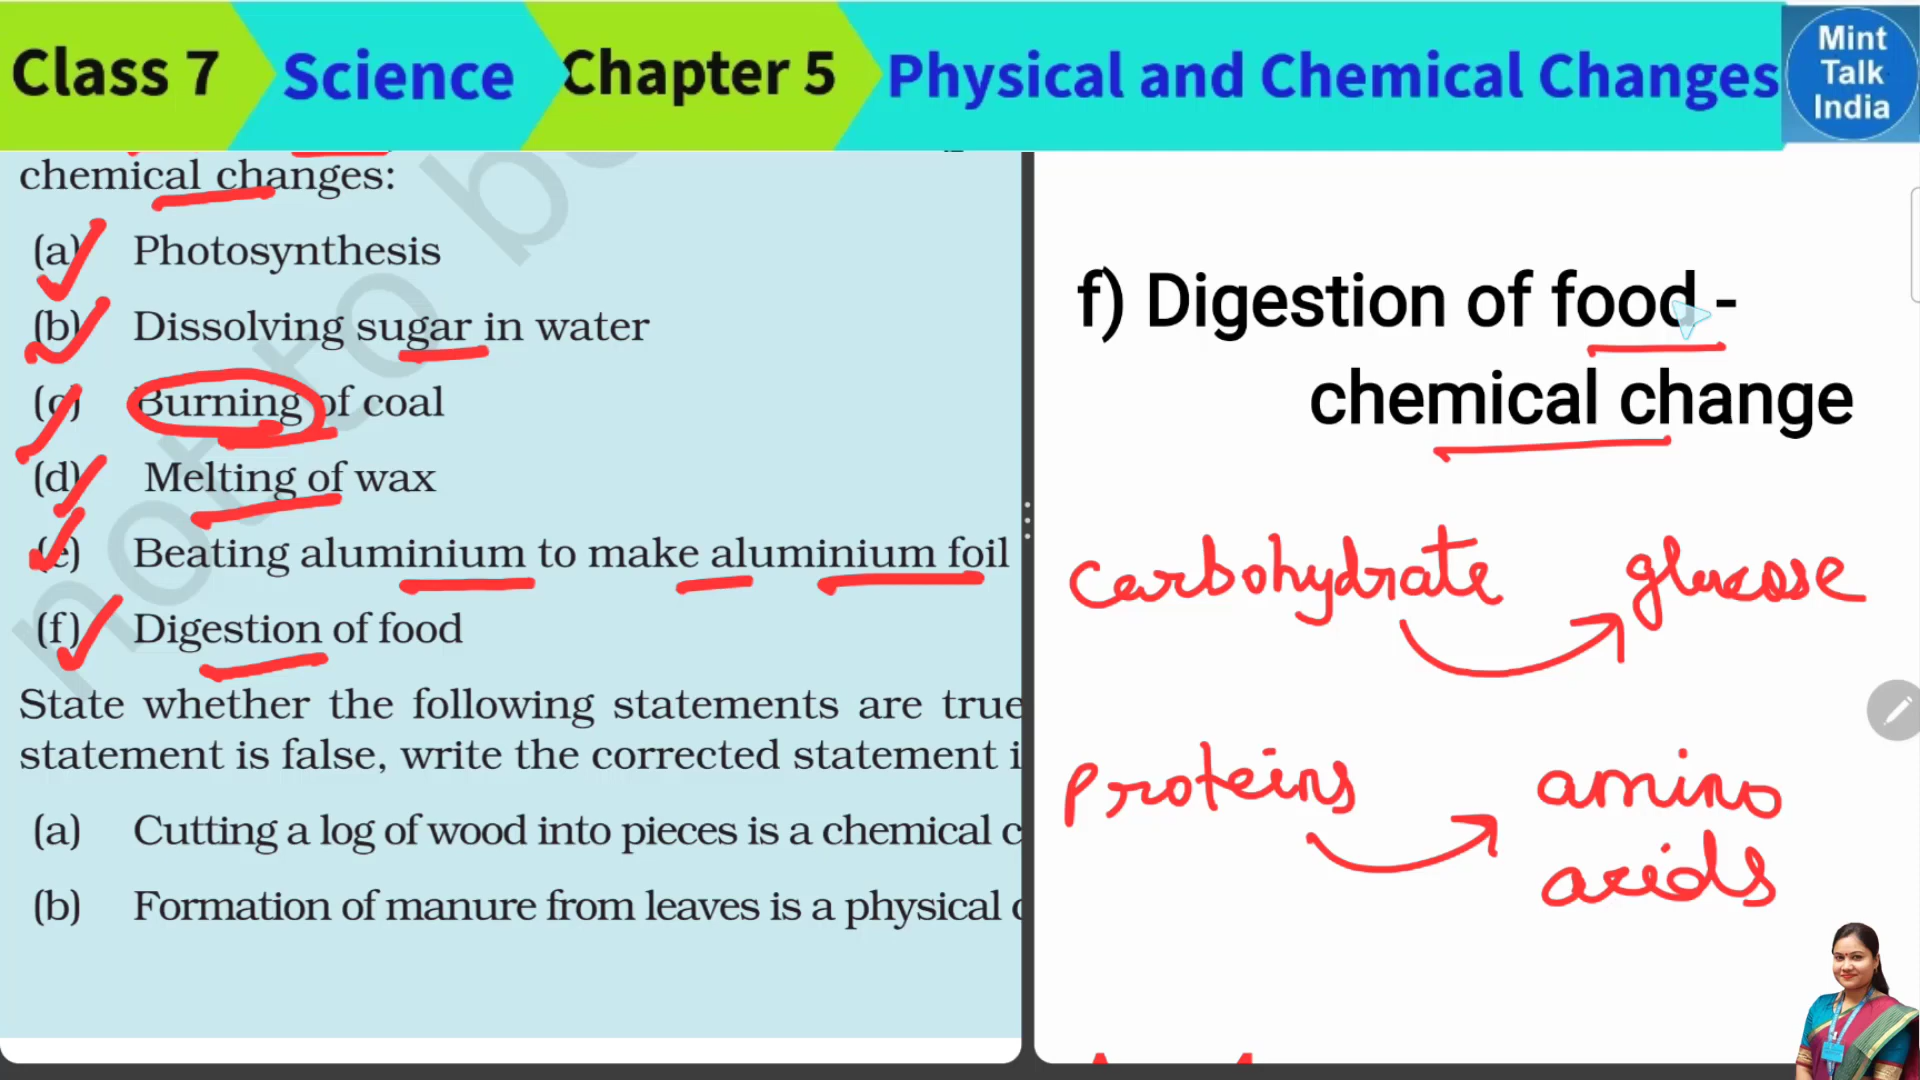 Class 7 Science Chapter 5 Physical and Chemical Changes
Mint
Talk
India
chemical changes:
(a) Photosynthesis
(b) Dissolving sugar in water
(c) Burning of coal
(d) Melting of wax
(e) Beating aluminium to make aluminium foil
(f) Digestion of food
State whether the following statements are true
statement is false, write the corrected statement i
(a) Cutting a log of wood into pieces is a chemical c
(b) Formation of manure from leaves is a physical c
not to be
f) Digestion of food -
chemical change
carbohydrate glucose
proteins amino
acids